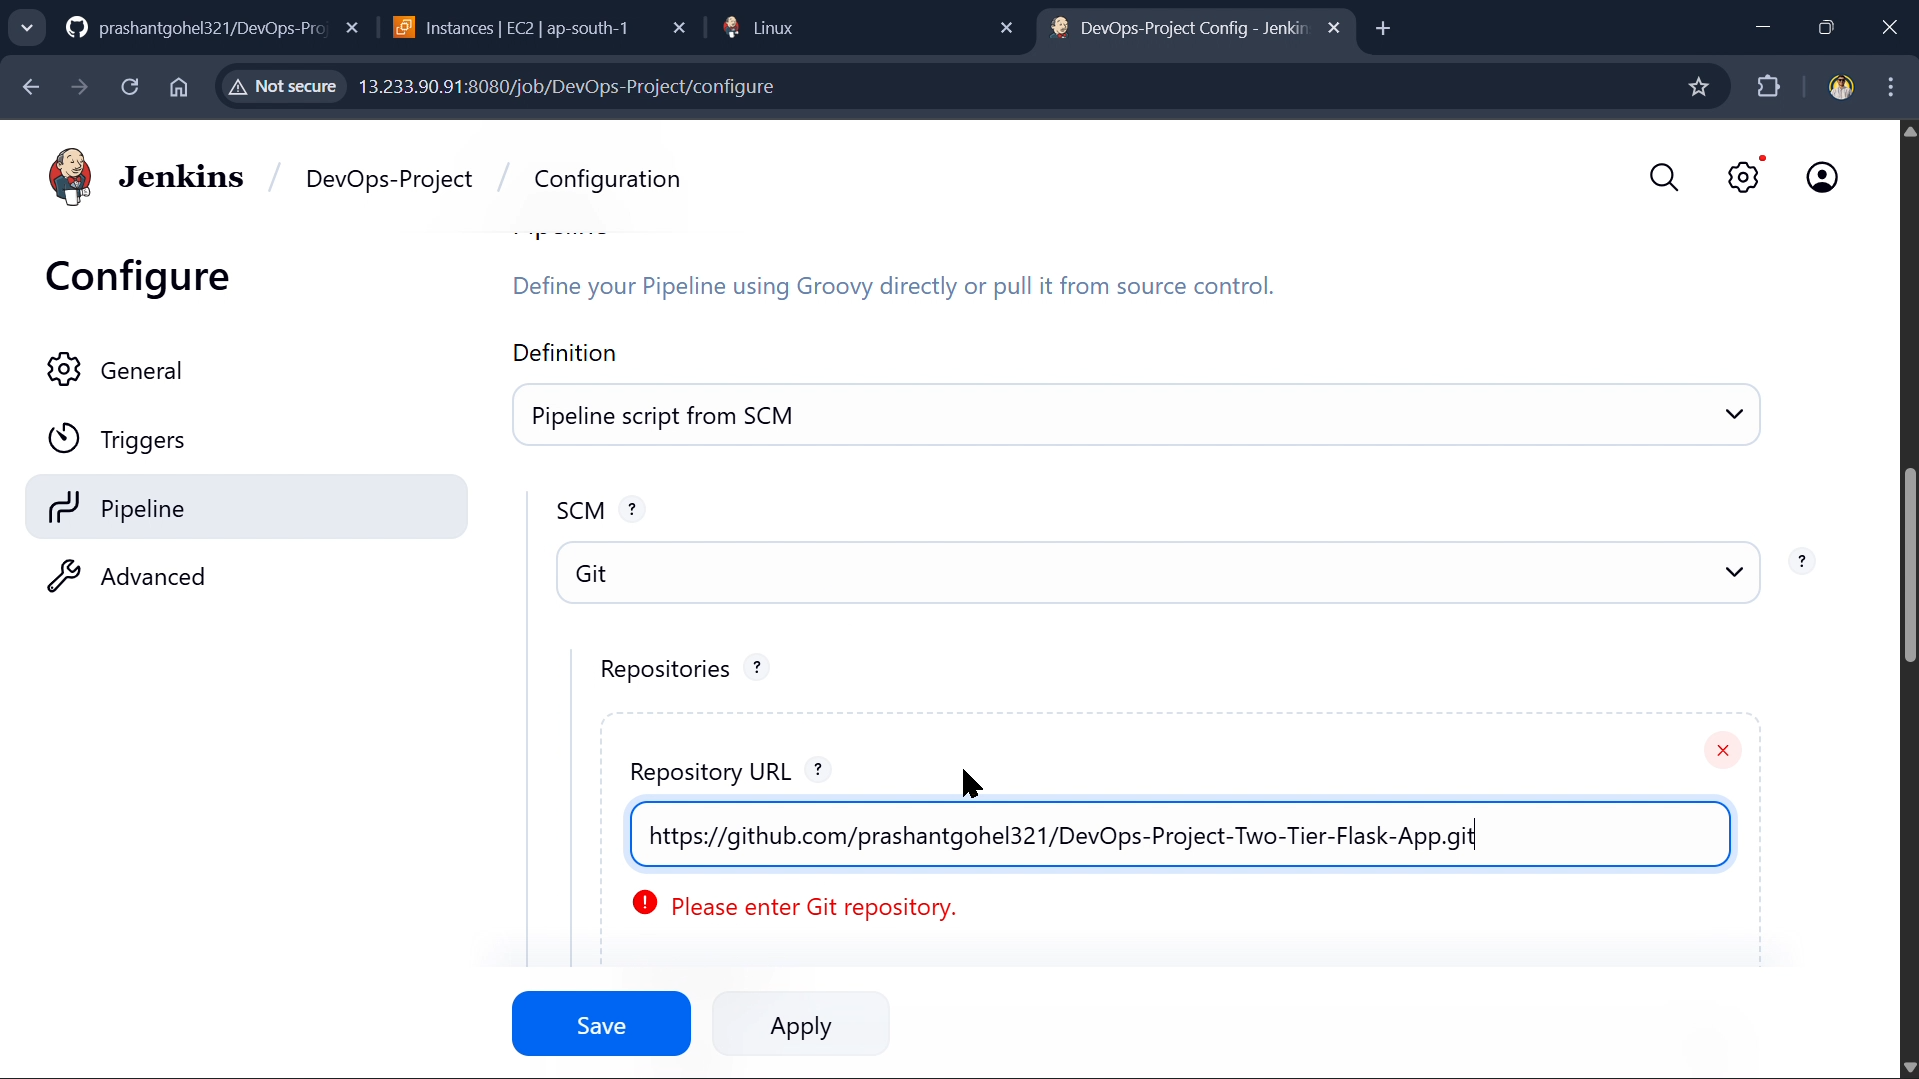 prashantgohel321/DevOps-Proj
Instances | EC2 | ap-south-1
Linux
DevOps-Project Config - Jenkin
Not secure
13.233.90.91:8080/job/DevOps-Project/configure
Jenkins / DevOps-Project / Configuration
Configure
General
Triggers
Pipeline
Advanced
Pipeline
Define your Pipeline using Groovy directly or pull it from source control.
Definition
Pipeline script from SCM
SCM ?
Git
?
Repositories ?
Repository URL ?
https://github.com/prashantgohel321/DevOps-Project-Two-Tier-Flask-App.git
Please enter Git repository.
Save
Apply